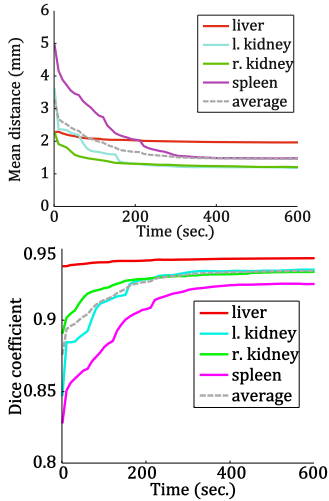 6
5
4
3
2
1
0
Mean distance (mm)
liver
l. kidney
r. kidney
spleen
average
0
200
400
600
Time (sec.)
0.95
0.9
0.85
0.8
Dice coefficient
liver
l. kidney
r. kidney
spleen
average
0
200
400
600
Time (sec.)